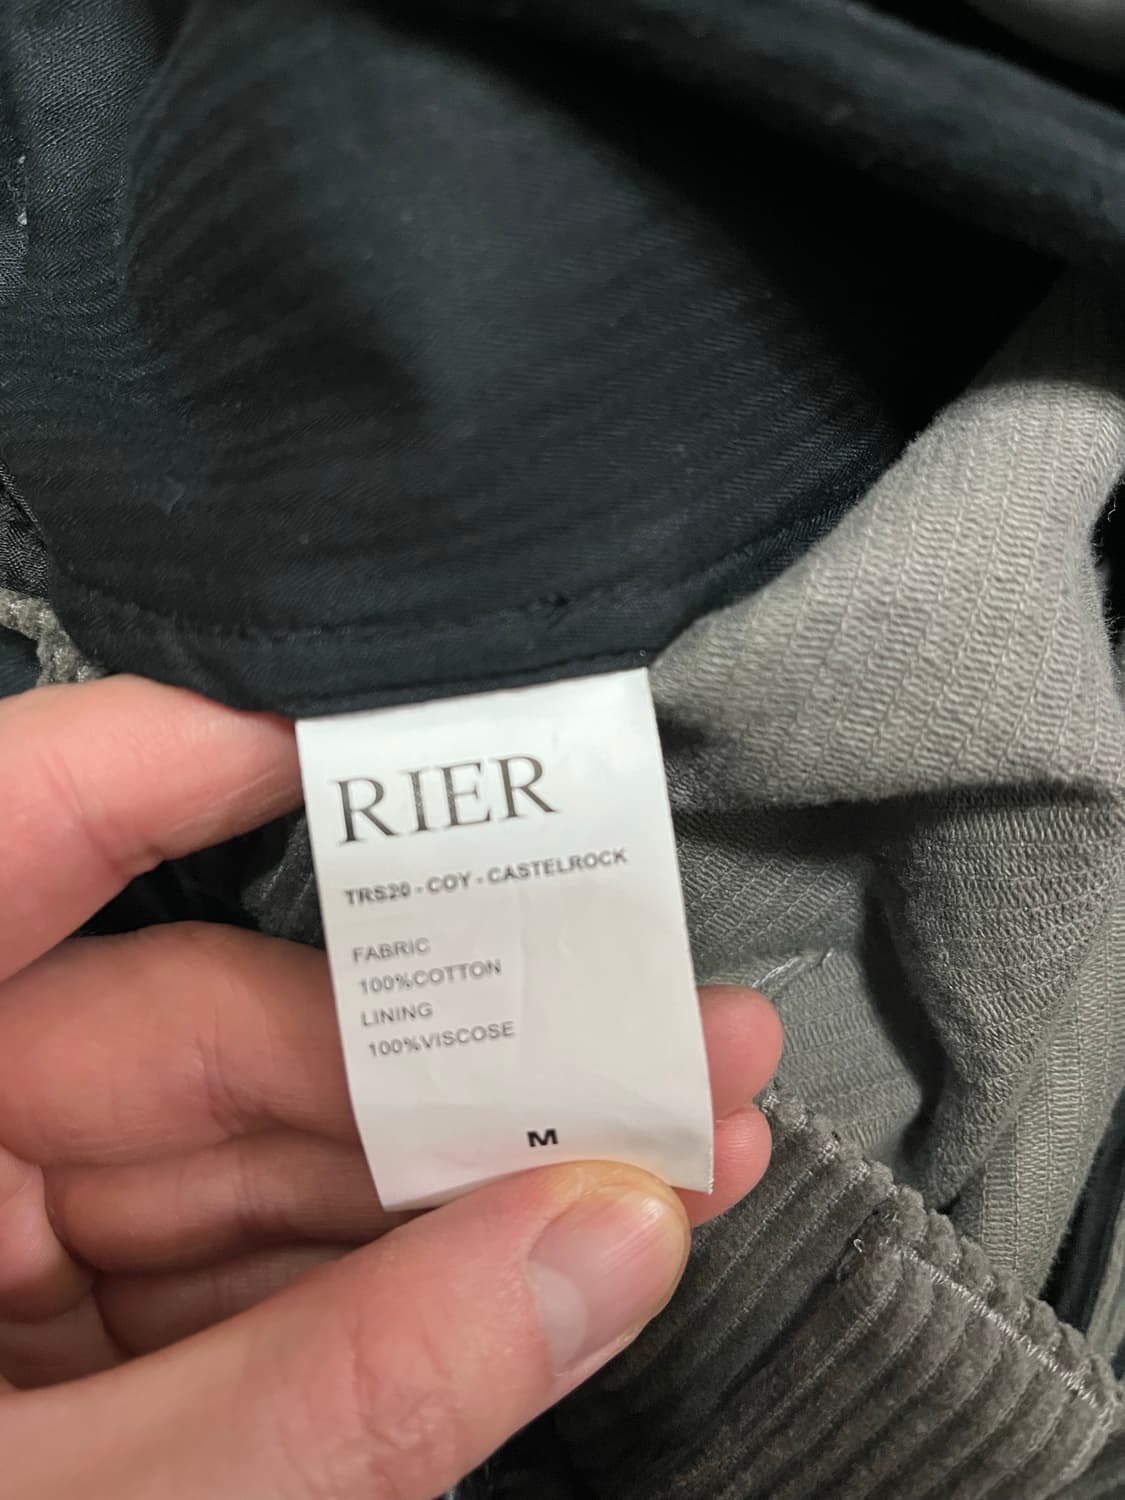 RIER
TRS20 - COY - CASTELROCK
FABRIC
100%COTTON
LINING
100%VISCOSE
M